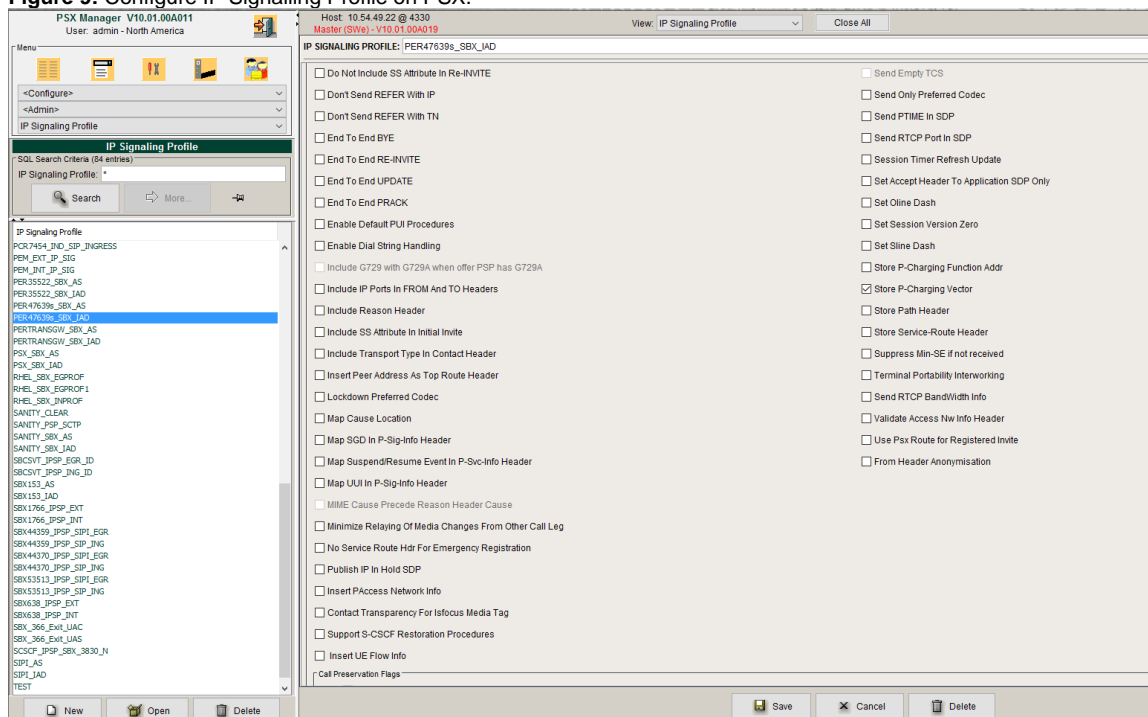 Figure 9: Configure IP Signalling Profile on PSX.
PSX Manager V10.01.00A011
User: admin - North America
Menu
<Configure>
<Admin>
IP Signaling Profile
IP Signaling Profile
SQL Search Criteria (84 entries)
IP Signaling Profile: *
Search
More...
IP Signaling Profile
PCR7454_IND_SIP_INGRESS
PEM_EXT_IP_SIG
PEM_INT_IP_SIG
PER35522_SBX_AS
PER35522_SBX_IAD
PER47639s_SBX_AS
PER47639s_SBX_IAD
PERTRANSGW_SBX_AS
PERTRANSGW_SBX_IAD
PSX_SBX_AS
PSX_SBX_IAD
RHEL_SBX_EGPROF
RHEL_SBX_EGPROF1
RHEL_SBX_INPROF
SANITY_CLEAR
SANITY_PSP_SCTP
SANITY_SBX_AS
SANITY_SBX_IAD
SBCSVT_IPSP_EGR_ID
SBCSVT_IPSP_ING_ID
SBX153_AS
SBX153_IAD
SBX1766_IPSP_EXT
SBX1766_IPSP_INT
SBX44359_IPSP_SIPI_EGR
SBX44359_IPSP_SIP_ING
SBX44370_IPSP_SIPI_EGR
SBX44370_IPSP_SIP_ING
SBX53513_IPSP_SIPI_EGR
SBX53513_IPSP_SIP_ING
SBX638_IPSP_EXT
SBX638_IPSP_INT
SBX_366_Exit_UAC
SBX_366_Exit_UAS
SCSCF_IPSP_SBX_3830_N
SIPI_AS
SIPI_IAD
TEST
New
Open
Delete
Host: 10.54.49.22 @ 4330
Master (SWe) - V10.01.00A019
View: IP Signaling Profile
Close All
IP SIGNALING PROFILE: PER47639s_SBX_IAD
Do Not Include SS Attribute In Re-INVITE
Don't Send REFER With IP
Don't Send REFER With TN
End To End BYE
End To End RE-INVITE
End To End UPDATE
End To End PRACK
Enable Default PUI Procedures
Enable Dial String Handling
Include G729 with G729A when offer PSP has G729A
Include IP Ports In FROM And TO Headers
Include Reason Header
Include SS Attribute In Initial Invite
Include Transport Type In Contact Header
Insert Peer Address As Top Route Header
Lockdown Preferred Codec
Map Cause Location
Map SGD In P-Sig-Info Header
Map Suspend/Resume Event In P-Svc-Info Header
Map UUI In P-Sig-Info Header
MIME Cause Precede Reason Header Cause
Minimize Relaying Of Media Changes From Other Call Leg
No Service Route Hdr For Emergency Registration
Publish IP In Hold SDP
Insert PAccess Network Info
Contact Transparency For Isfocus Media Tag
Support S-CSCF Restoration Procedures
Insert UE Flow Info
Call Preservation Flags
Send Empty TCS
Send Only Preferred Codec
Send PTIME In SDP
Send RTCP Port In SDP
Session Timer Refresh Update
Set Accept Header To Application SDP Only
Set Oline Dash
Set Session Version Zero
Set Sline Dash
Store P-Charging Function Addr
Store P-Charging Vector
Store Path Header
Store Service-Route Header
Suppress Min-SE if not received
Terminal Portability Interworking
Send RTCP BandWidth Info
Validate Access Nw Info Header
Use Psx Route for Registered Invite
From Header Anonymisation
Save
Cancel
Delete